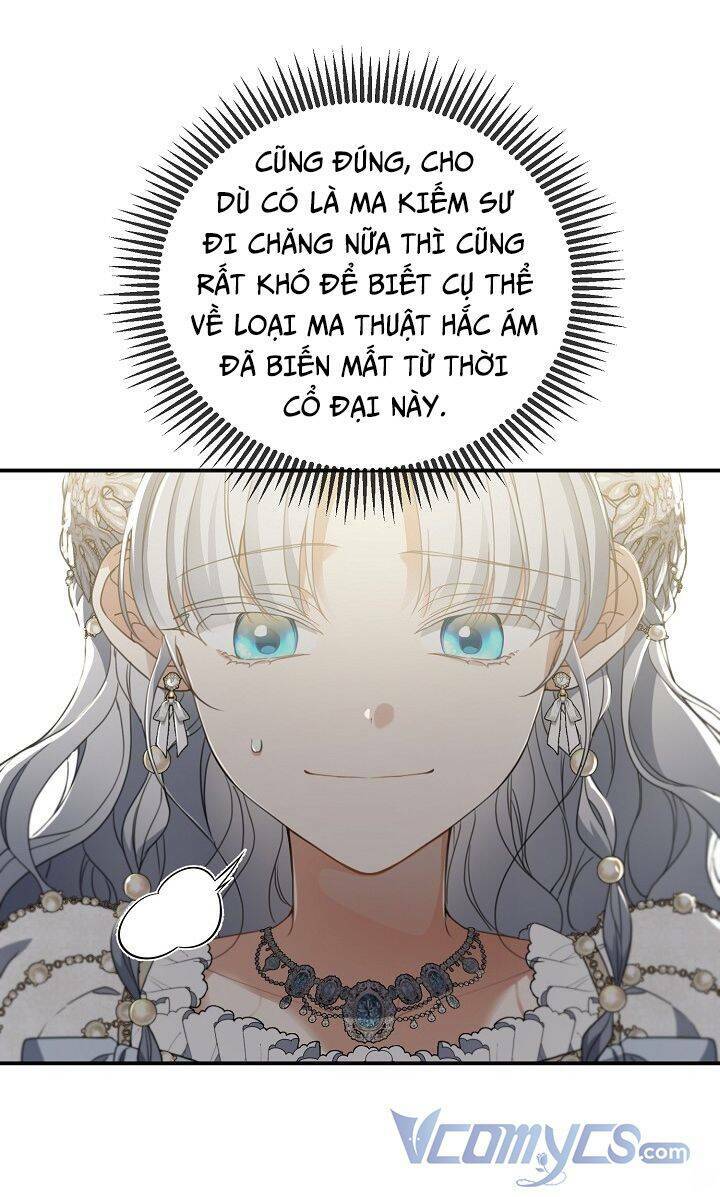 CŨNG ĐÚNG, CHO
DÙ CÓ LÀ MA KIẾM SƯ
ĐI CHĂNG NỮA THÌ CŨNG
RẤT KHÓ ĐỂ BIẾT CỤ THỂ
VỀ LOẠI MA THUẬT HẮC ÁM
ĐÃ BIẾN MẤT TỪ THỜI
CỔ ĐẠI NÀY.
VCOMYCS.com